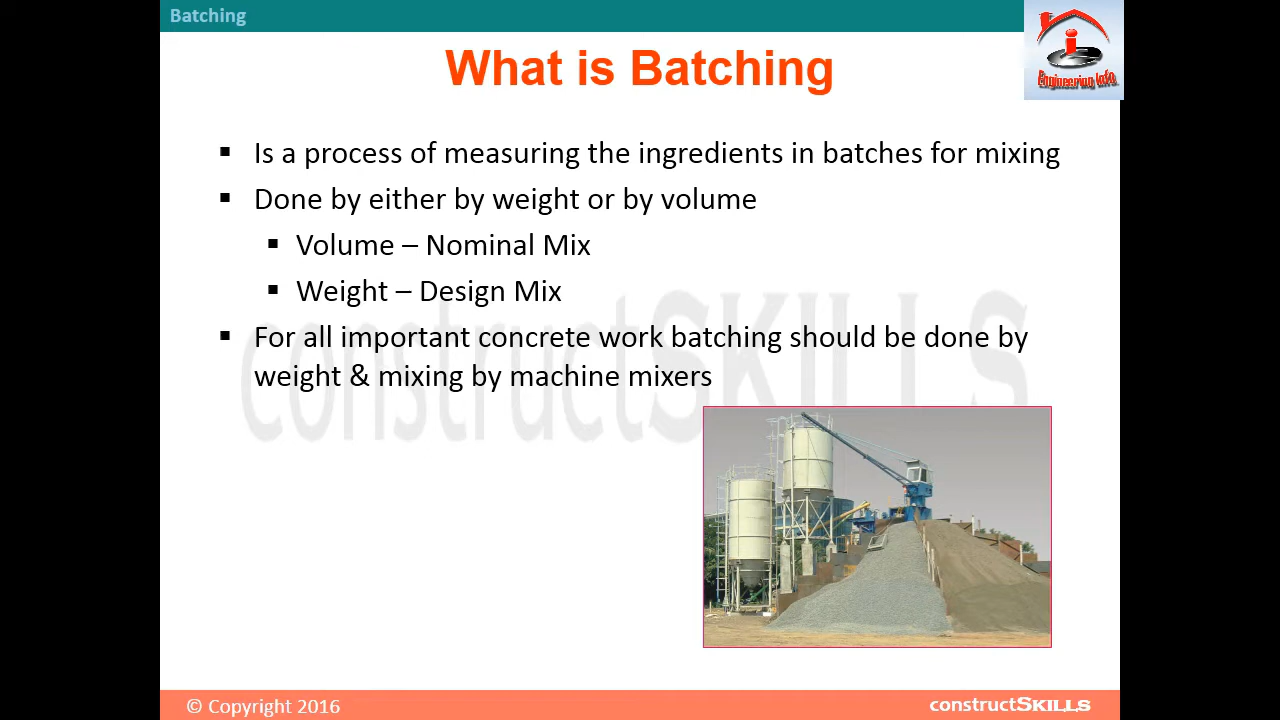 Batching
Engineering Info.
What is Batching
▪ Is a process of measuring the ingredients in batches for mixing
▪ Done by either by weight or by volume
▪ Volume – Nominal Mix
▪ Weight – Design Mix
▪ For all important concrete work batching should be done by
weight & mixing by machine mixers
constructSKILLS
© Copyright 2016
constructSKILLS